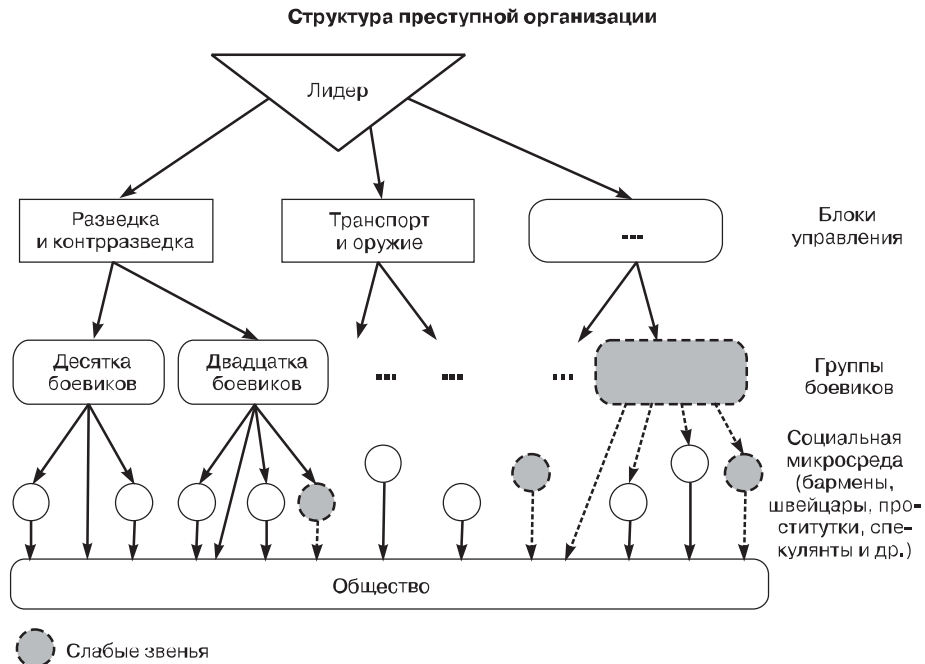 Структура преступной организации
Лидер
Разведка
и контрразведка
Транспорт
и оружие
...
Блоки
управления
Десятка
боевиков
Двадцатка
боевиков
...
...
...
Группы
боевиков
Социальная
микросреда
(бармены,
швейцары, про-
ститутки, спе-
кулянты и др.)
Общество
Слабые звенья